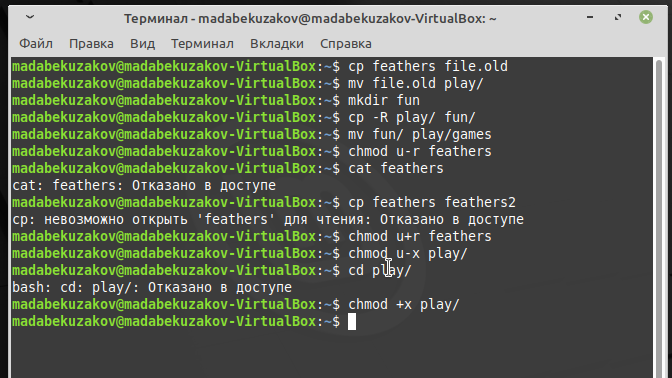 Терминал - madabekuzakov@madabekuzakov-VirtualBox: ~
Файл Правка Вид Терминал Вкладки Справка
madabekuzakov@madabekuzakov-VirtualBox:~$ cp feathers file.old
madabekuzakov@madabekuzakov-VirtualBox:~$ mv file.old play/
madabekuzakov@madabekuzakov-VirtualBox:~$ mkdir fun
madabekuzakov@madabekuzakov-VirtualBox:~$ cp -R play/ fun/
madabekuzakov@madabekuzakov-VirtualBox:~$ mv fun/ play/games
madabekuzakov@madabekuzakov-VirtualBox:~$ chmod u-r feathers
madabekuzakov@madabekuzakov-VirtualBox:~$ cat feathers
cat: feathers: Отказано в доступе
madabekuzakov@madabekuzakov-VirtualBox:~$ cp feathers feathers2
cp: невозможно открыть 'feathers' для чтения: Отказано в доступе
madabekuzakov@madabekuzakov-VirtualBox:~$ chmod u+r feathers
madabekuzakov@madabekuzakov-VirtualBox:~$ chmod u-x play/
madabekuzakov@madabekuzakov-VirtualBox:~$ cd play/
bash: cd: play/: Отказано в доступе
madabekuzakov@madabekuzakov-VirtualBox:~$ chmod +x play/
madabekuzakov@madabekuzakov-VirtualBox:~$